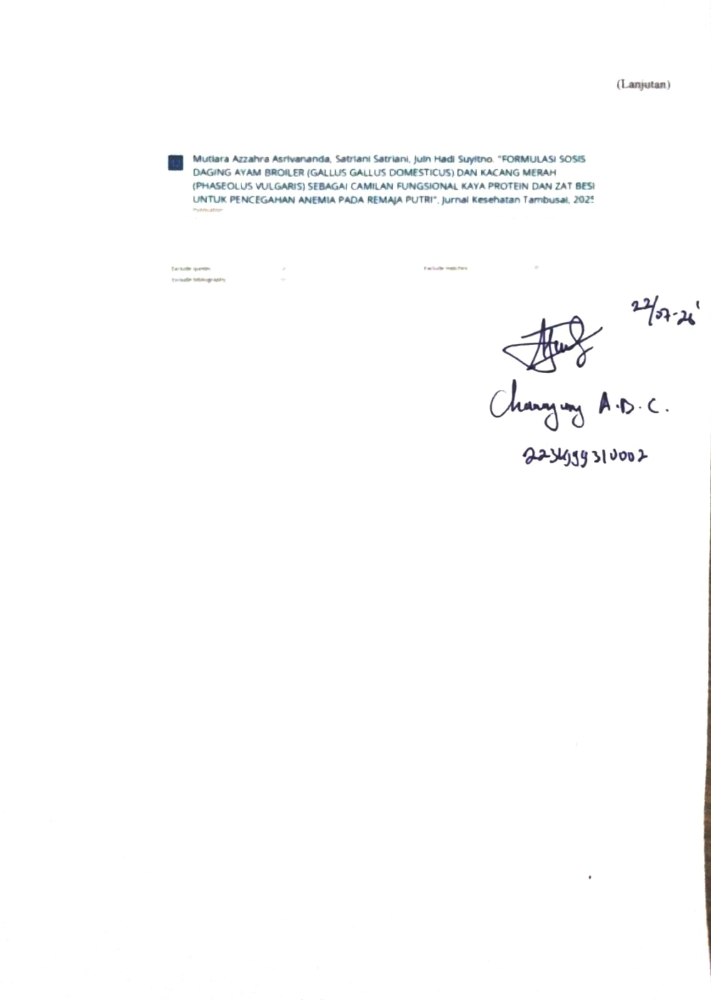 (Lanjutan)
12
Mutiara Azzahra Asrivananda, Satriani Satriani, Juin Hadi Suyitno. "FORMULASI SOSIS
DAGING AYAM BROILER (GALLUS GALLUS DOMESTICUS) DAN KACANG MERAH
(PHASEOLUS VULGARIS) SEBAGAI CAMILAN FUNGSIONAL KAYA PROTEIN DAN ZAT BESI
UNTUK PENCEGAHAN ANEMIA PADA REMAJA PUTRI", Jurnal Kesehatan Tambusai, 2025
Publication
Exclude quotes
Exclude matches
Exclude bibliography
22/07-26
A.D.C.